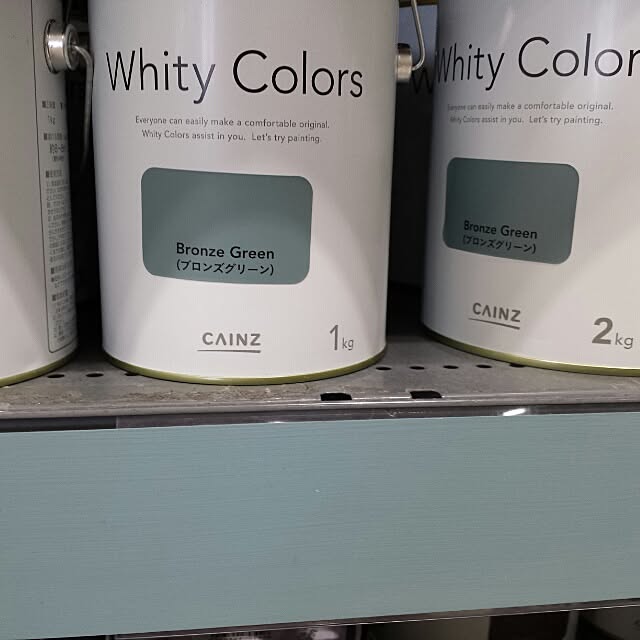 Whity Colors
Everyone can easily make a comfortable original.
Whity Colors assist in you. Let's try painting.
Bronze Green
(ブロンズグリーン)
CAINZ
1kg
Whity Color
Everyone can easily make a comfortable original.
Whity Colors assist in you. Let's try painting.
Bronze Green
(ブロンズグリーン)
CAINZ
2kg